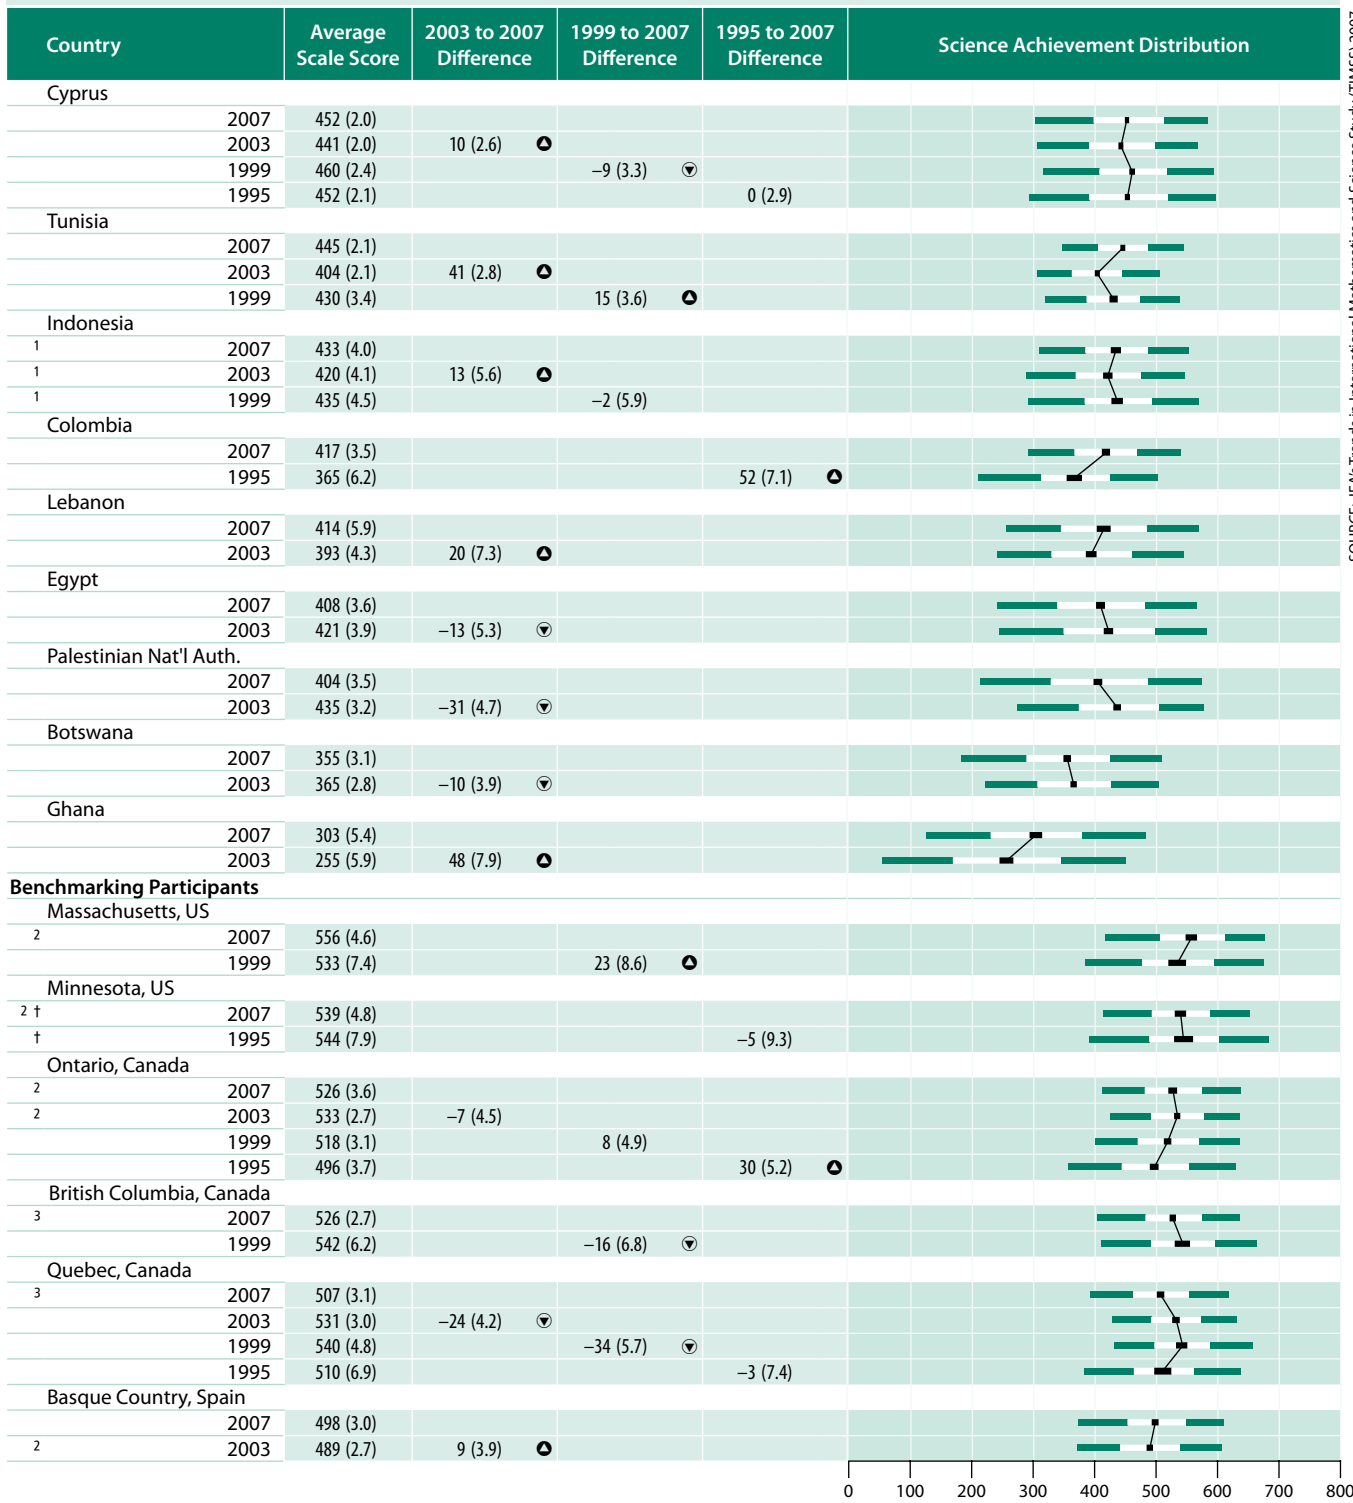 Country Average Scale Score 2003 to 2007 Difference 1999 to 2007 Difference 1995 to 2007 Difference Science Achievement Distribution
Cyprus
2007 452 (2.0)
2003 441 (2.0) 10 (2.6)
1999 460 (2.4) –9 (3.3)
1995 452 (2.1) 0 (2.9)
Tunisia
2007 445 (2.1)
2003 404 (2.1) 41 (2.8)
1999 430 (3.4) 15 (3.6)
Indonesia
1 2007 433 (4.0)
1 2003 420 (4.1) 13 (5.6)
1 1999 435 (4.5) –2 (5.9)
Colombia
2007 417 (3.5)
1995 365 (6.2) 52 (7.1)
Lebanon
2007 414 (5.9)
2003 393 (4.3) 20 (7.3)
Egypt
2007 408 (3.6)
2003 421 (3.9) –13 (5.3)
Palestinian Nat'l Auth.
2007 404 (3.5)
2003 435 (3.2) –31 (4.7)
Botswana
2007 355 (3.1)
2003 365 (2.8) –10 (3.9)
Ghana
2007 303 (5.4)
2003 255 (5.9) 48 (7.9)
Benchmarking Participants
Massachusetts, US
2 2007 556 (4.6)
1999 533 (7.4) 23 (8.6)
Minnesota, US
2 † 2007 539 (4.8)
† 1995 544 (7.9) –5 (9.3)
Ontario, Canada
2 2007 526 (3.6)
2 2003 533 (2.7) –7 (4.5)
1999 518 (3.1) 8 (4.9)
1995 496 (3.7) 30 (5.2)
British Columbia, Canada
3 2007 526 (2.7)
1999 542 (6.2) –16 (6.8)
Quebec, Canada
3 2007 507 (3.1)
2003 531 (3.0) –24 (4.2)
1999 540 (4.8) –34 (5.7)
1995 510 (6.9) –3 (7.4)
Basque Country, Spain
2007 498 (3.0)
2 2003 489 (2.7) 9 (3.9)
0 100 200 300 400 500 600 700 800
SOURCE: IEA's Trends in International Mathematics and Science Study (TIMSS) 2007